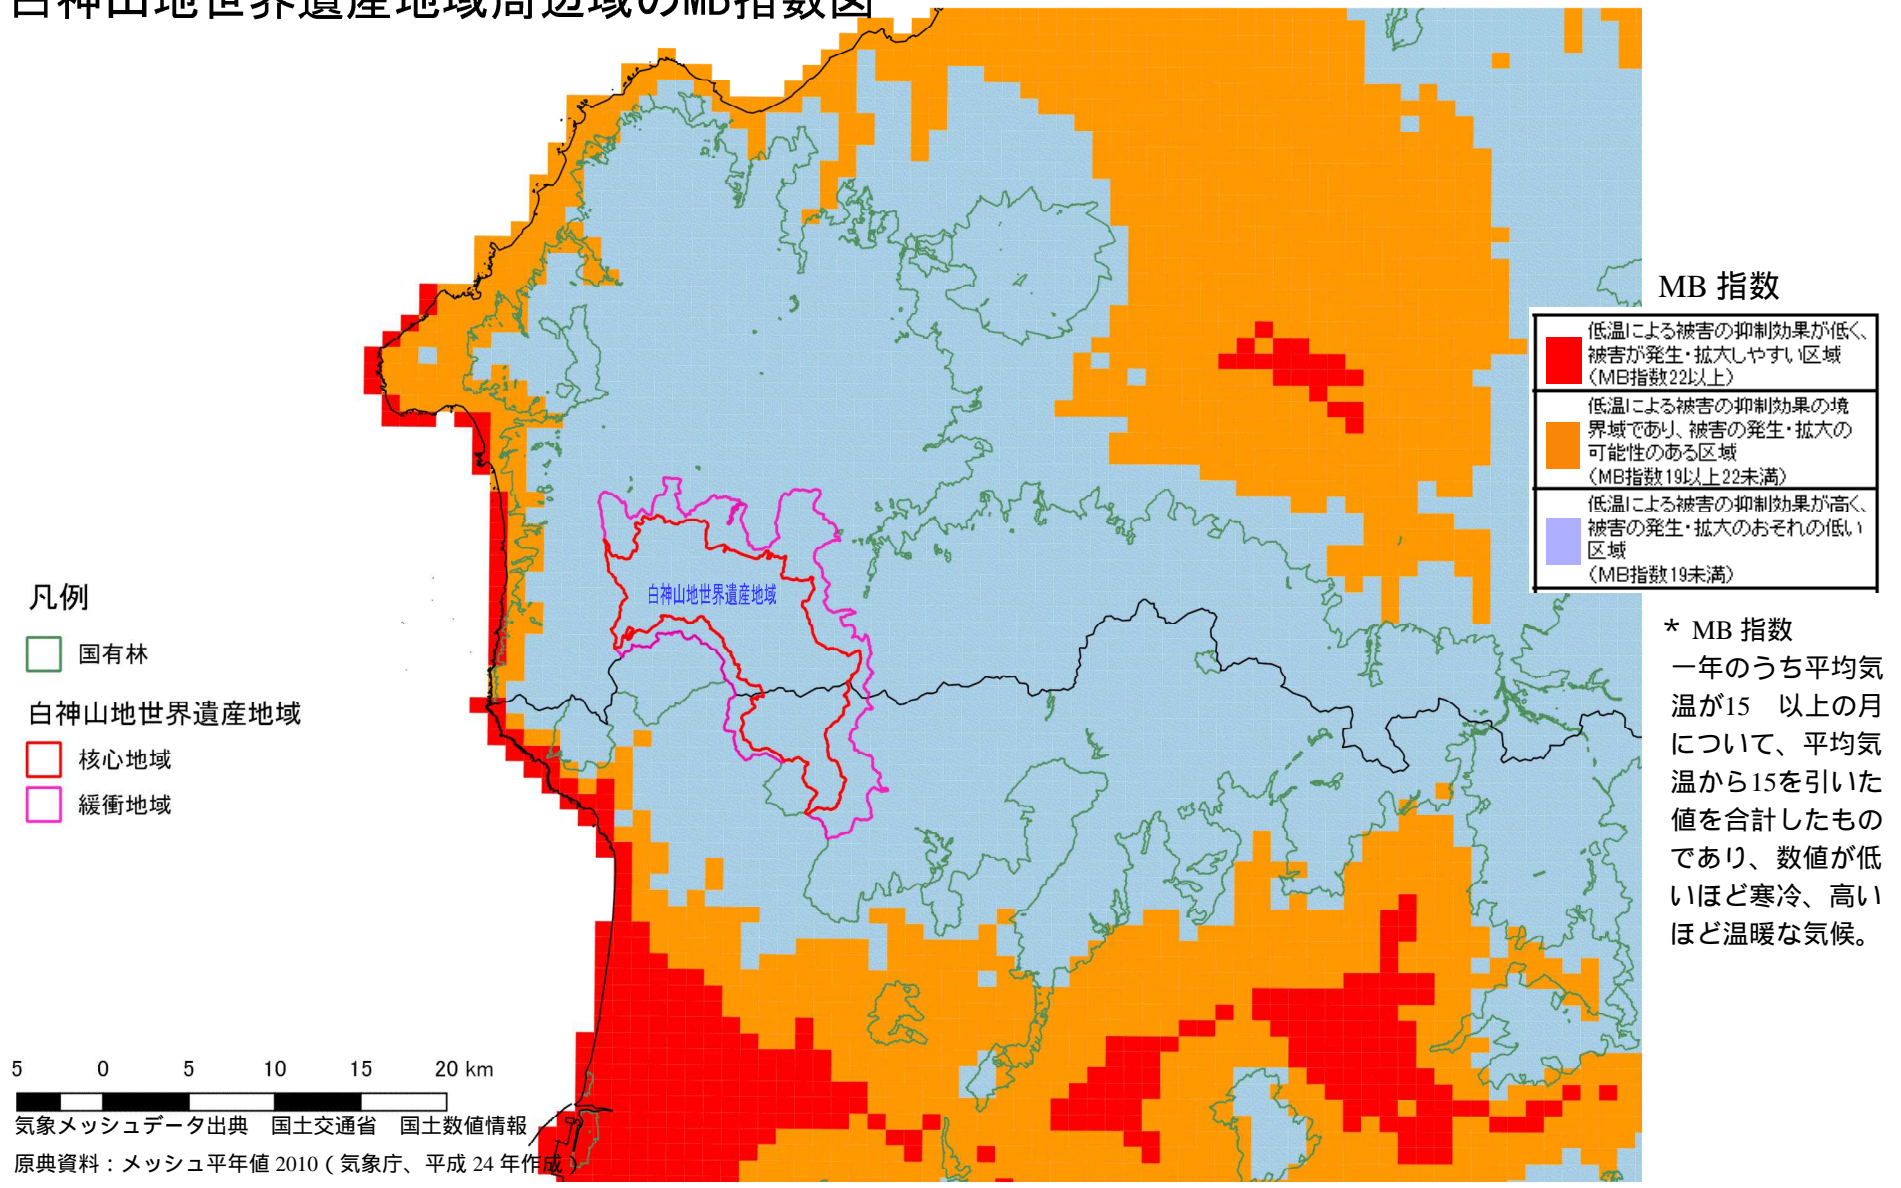 白神山地世界遺産地域周辺域のMB指数図
MB 指数
低温による被害の抑制効果が低く、
被害が発生・拡大しやすい区域
(MB指数22以上)
低温による被害の抑制効果の境
界域であり、被害の発生・拡大の
可能性のある区域
(MB指数19以上22未満)
低温による被害の抑制効果が高く、
被害の発生・拡大のおそれの低い
区域
(MB指数19未満)
* MB 指数
一年のうち平均気
温が15　以上の月
について、平均気
温から15を引いた
値を合計したもの
であり、数値が低
いほど寒冷、高い
ほど温暖な気候。
白神山地世界遺産地域
凡例
国有林
白神山地世界遺産地域
核心地域
緩衝地域
5 0 5 10 15 20 km
気象メッシュデータ出典　国土交通省　国土数値情報
原典資料：メッシュ平年値 2010 ( 気象庁、平成 24 年作成 )